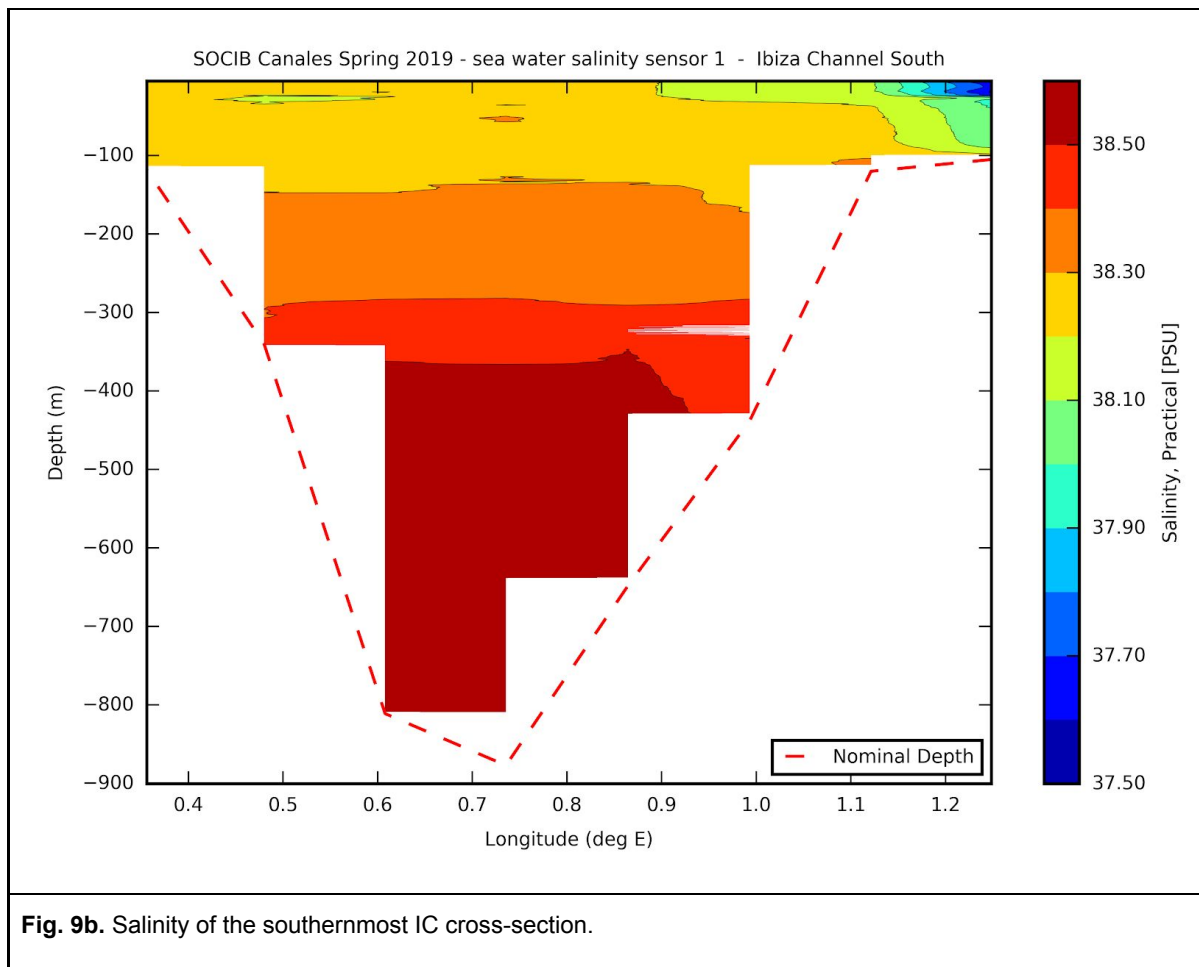 SOCIB Canales Spring 2019 - sea water salinity sensor 1 - Ibiza Channel South
−100
−200
−300
−400
−500
−600
−700
−800
−900
Depth (m)
0.4 0.5 0.6 0.7 0.8 0.9 1.0 1.1 1.2
Longitude (deg E)
Nominal Depth
38.50
38.30
38.10
37.90
37.70
37.50
Salinity, Practical [PSU]
Fig. 9b. Salinity of the southernmost IC cross-section.